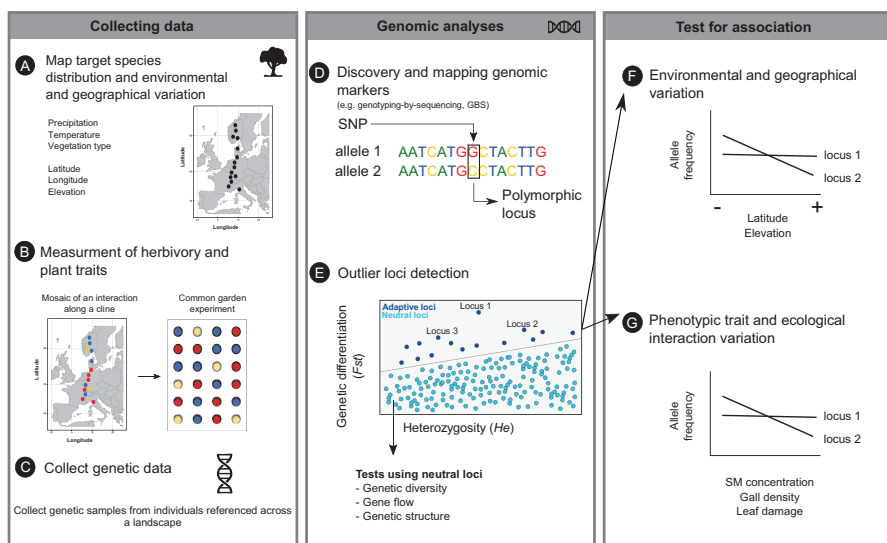 Collecting data
A
Map target species
distribution and environmental
and geographical variation
Precipitation
Temperature
Vegetation type
Latitude
Longitude
Elevation
Latitude
Longitude
B
Measurment of herbivory and
plant traits
Mosaic of an interaction
along a cline
Common garden
experiment
Latitude
Longitude
C
Collect genetic data
Collect genetic samples from individuals referenced across
a landscape
Genomic analyses
D
Discovery and mapping genomic
markers
(e.g. genotyping-by-sequencing, GBS)
SNP
allele 1 AATCATGGCTACTTG
allele 2 AATCATGCCTACTTG
Polymorphic
locus
E
Outlier loci detection
Adaptive loci
Neutral loci
Locus 1
Locus 2
Locus 3
Genetic differentiation
(Fst)
Heterozygosity (He)
Tests using neutral loci
- Genetic diversity
- Gene flow
- Genetic structure
Test for association
F
Environmental and geographical
variation
Allele
frequency
locus 1
locus 2
- +
Latitude
Elevation
G
Phenotypic trait and ecological
interaction variation
Allele
frequency
locus 1
locus 2
SM concentration
Gall density
Leaf damage